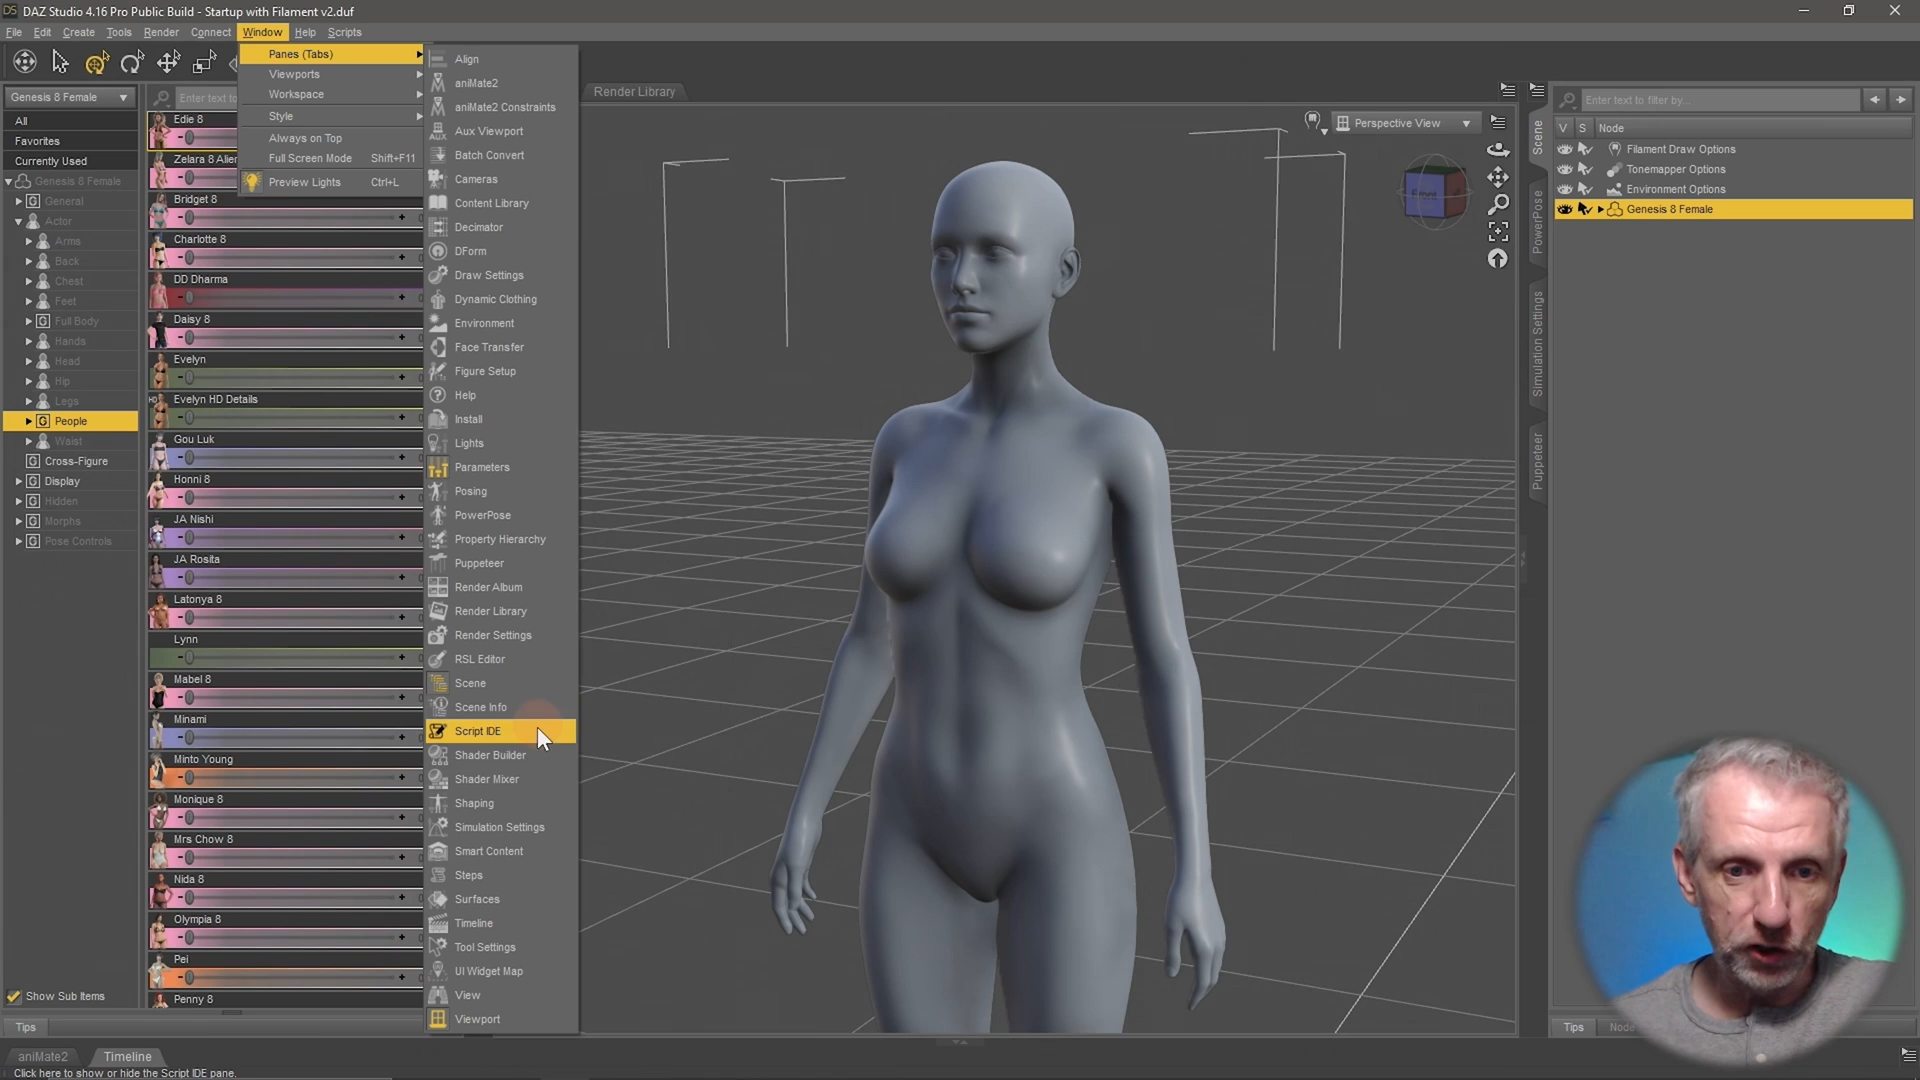 DAZ Studio 4.16 Pro Public Build - Startup with Filament v2.duf
File Edit Create Tools Render Connect Window Help Scripts
Panes (Tabs)
Viewports
Workspace
Style
Always on Top
Full Screen Mode Shift+F11
Preview Lights Ctrl+L
Align
aniMate2
aniMate2 Constraints
Aux Viewport
Batch Convert
Cameras
Content Library
Decimator
DForm
Draw Settings
Dynamic Clothing
Environment
Face Transfer
Figure Setup
Help
Install
Lights
Parameters
Posing
PowerPose
Property Hierarchy
Puppeteer
Render Album
Render Library
Render Settings
RSL Editor
Scene
Scene Info
Script IDE
Shader Builder
Shader Mixer
Shaping
Simulation Settings
Smart Content
Steps
Surfaces
Timeline
Tool Settings
UI Widget Map
View
Viewport
Genesis 8 Female
All
Favorites
Currently Used
Genesis 8 Female
General
Actor
Arms
Back
Chest
Feet
Full Body
Hands
Head
Hip
Legs
People
Waist
Cross-Figure
Display
Hidden
Morphs
Pose Controls
Show Sub Items
Tips
Enter text to
Edie 8
Zelara 8 Alien
Bridget 8
Charlotte 8
DD Dharma
Daisy 8
Evelyn
Evelyn HD Details
Gou Luk
Honni 8
JA Nishi
JA Rosita
Latonya 8
Lynn
Mabel 8
Minami
Minto Young
Monique 8
Mrs Chow 8
Nida 8
Olympia 8
Pei
Penny 8
Render Library
Perspective View
Front
Scene
PowerPose
Simulation Settings
Puppeteer
Enter text to filter by...
V S Node
Filament Draw Options
Tonemapper Options
Environment Options
Genesis 8 Female
Tips
Node
aniMate2 Timeline
Click here to show or hide the Script IDE pane.